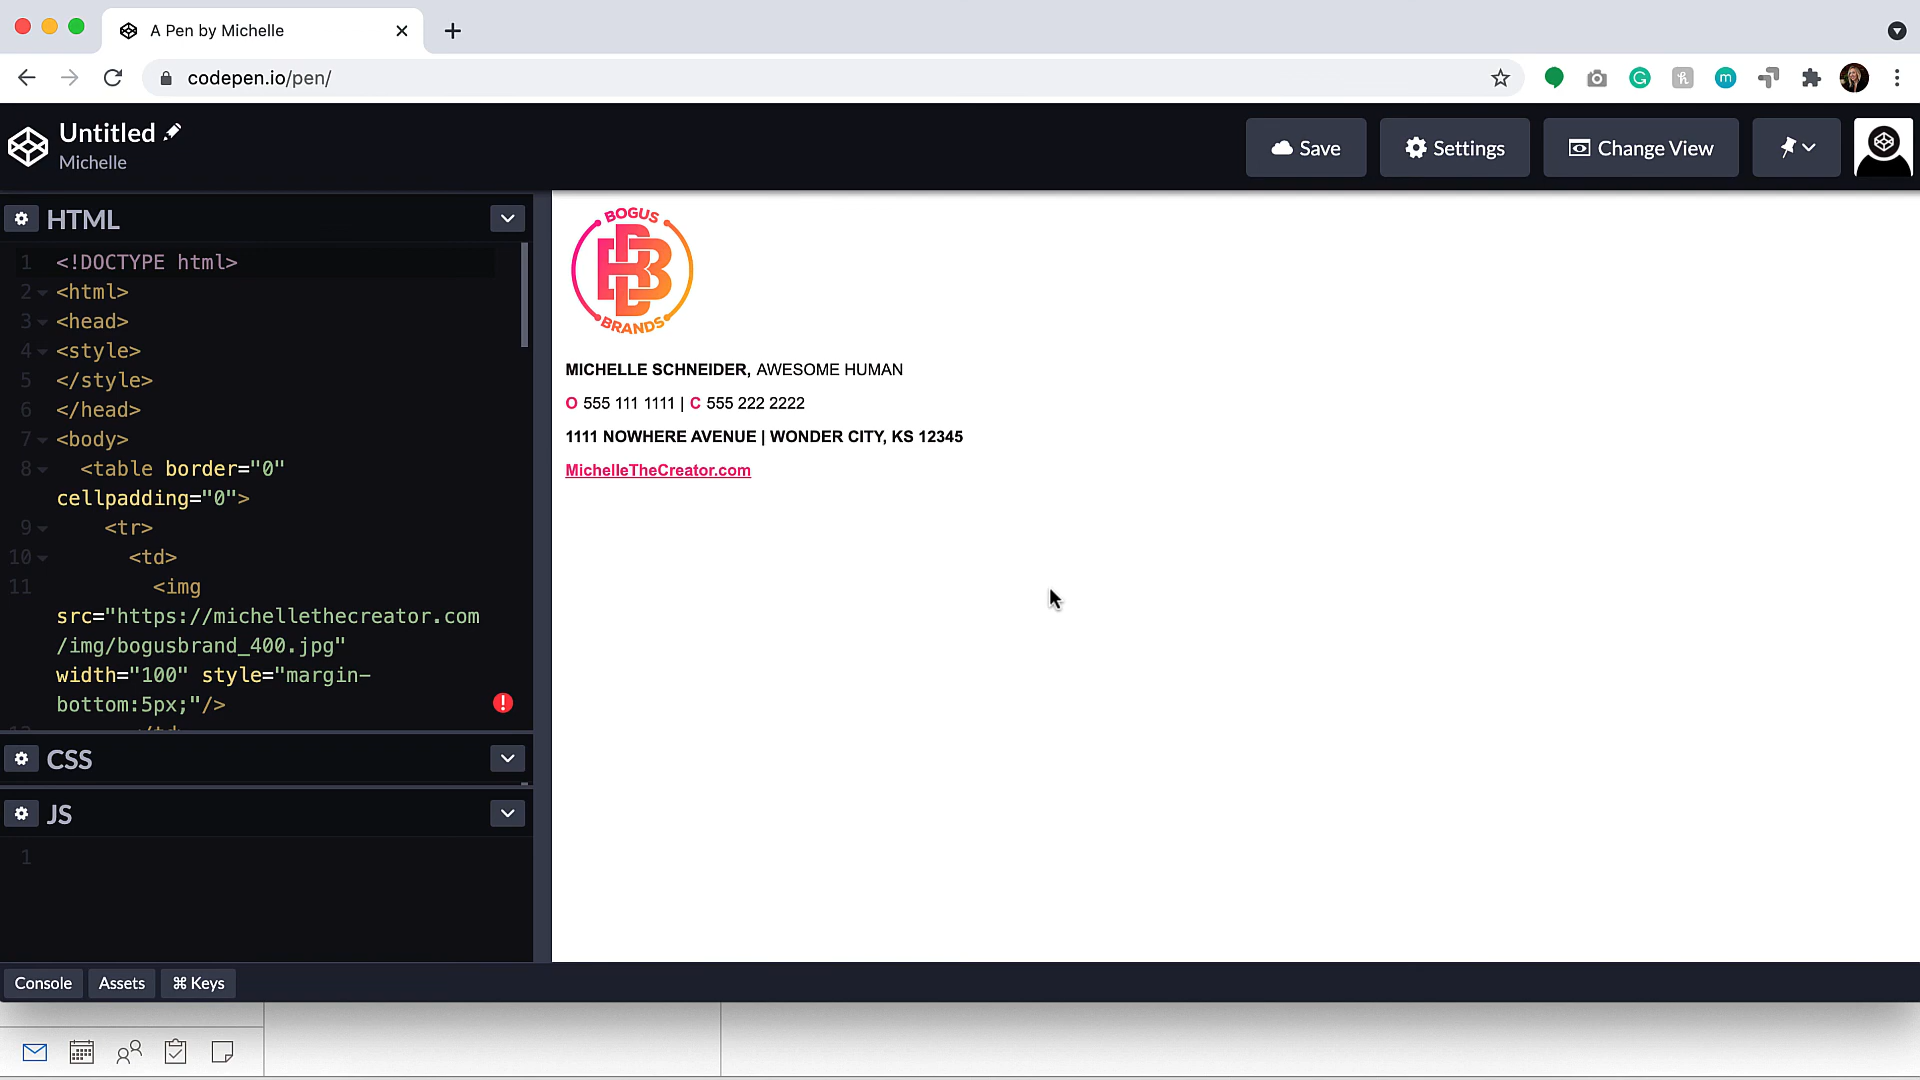 A Pen by Michelle
codepen.io/pen/
Untitled
Michelle
Save
Settings
Change View
HTML
1 <!DOCTYPE html>
2 <html>
3 <head>
4 <style>
5 </style>
6 </head>
7 <body>
8 <table border="0"
cellpadding="0">
9 <tr>
10 <td>
11 <img
src="https://michellethecreator.com
/img/bogusbrand_400.jpg"
width="100" style="margin-
bottom:5px;"/>
CSS
JS
1
Console
Assets
⌘ Keys
BOGUS
BRANDS
MICHELLE SCHNEIDER, AWESOME HUMAN
O 555 111 1111 | C 555 222 2222
1111 NOWHERE AVENUE | WONDER CITY, KS 12345
MichelleTheCreator.com